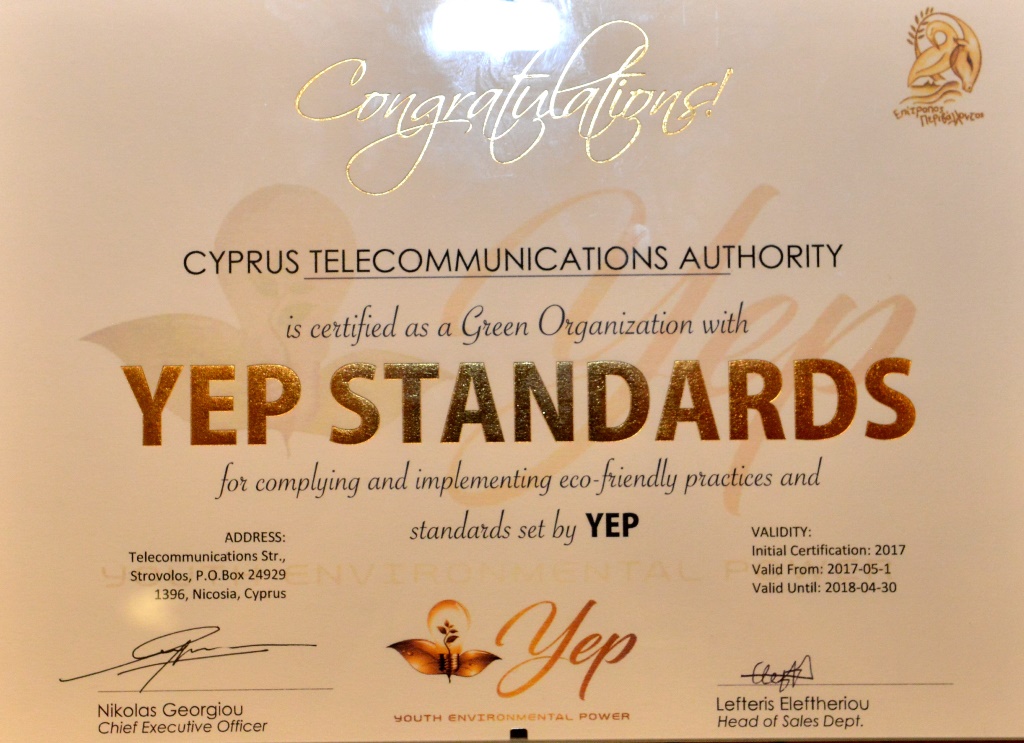 Congratulations!
Επίτροπος
Περιβάλλοντος
CYPRUS TELECOMMUNICATIONS AUTHORITY
is certified as a Green Organization with
YEP STANDARDS
for complying and implementing eco-friendly practices and
standards set by YEP
ADDRESS:
Telecommunications Str.,
Strovolos, P.O.Box 24929
1396, Nicosia, Cyprus
VALIDITY:
Initial Certification: 2017
Valid From: 2017-05-1
Valid Until: 2018-04-30
Yep
YOUTH ENVIRONMENTAL POWER
Nikolas Georgiou
Chief Executive Officer
Lefteris Eleftheriou
Head of Sales Dept.